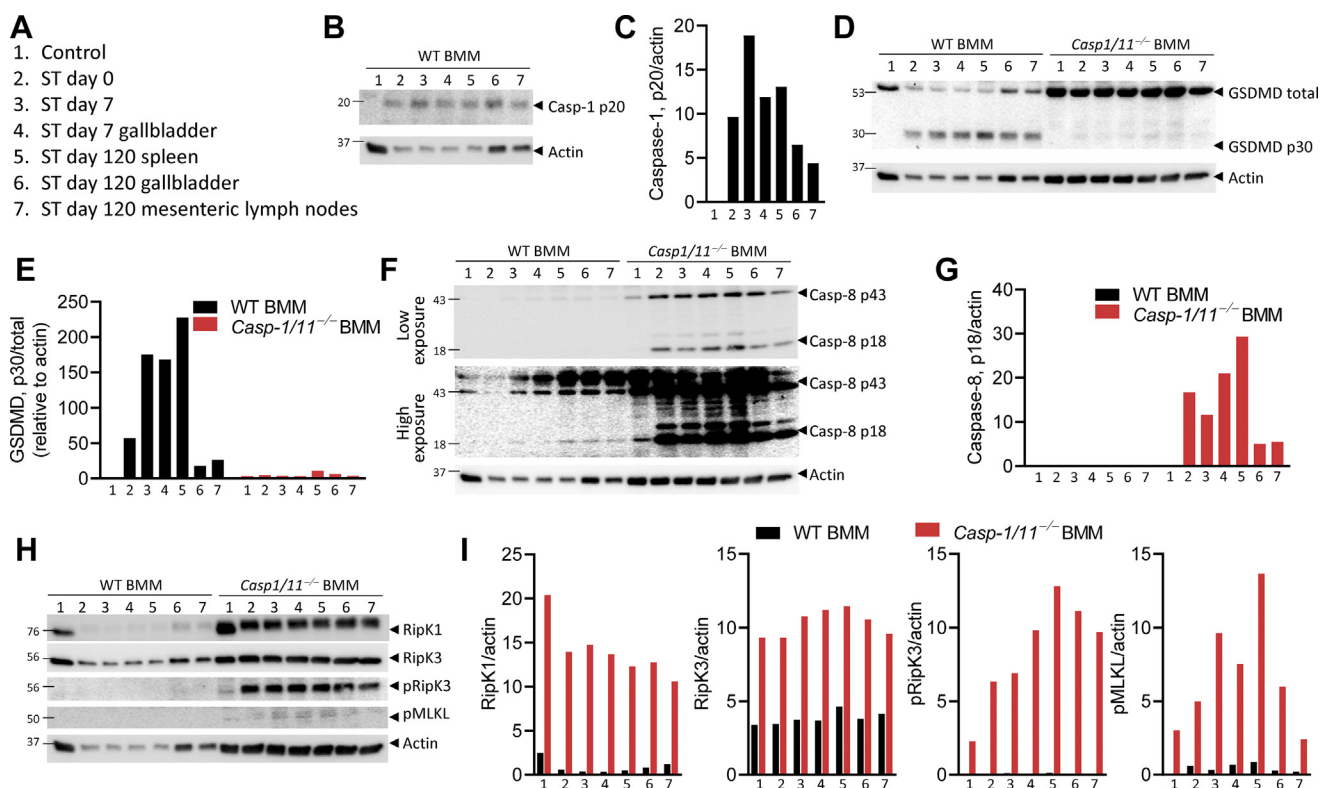 A
1. Control
2. ST day 0
3. ST day 7
4. ST day 7 gallbladder
5. ST day 120 spleen
6. ST day 120 gallbladder
7. ST day 120 mesenteric lymph nodes
B
WT BMM
1 2 3 4 5 6 7
20
Casp-1 p20
37
Actin
C
Caspase-1, p20/actin
20
15
10
5
0
1 2 3 4 5 6 7
D
WT BMM Casp1/11−/− BMM
1 2 3 4 5 6 7 1 2 3 4 5 6 7
53
GSDMD total
30
GSDMD p30
37
Actin
E
GSDMD, p30/total
(relative to actin)
250
200
150
100
50
0
WT BMM
Casp-1/11−/− BMM
1 2 3 4 5 6 7 1 2 3 4 5 6 7
F
WT BMM Casp1/11−/− BMM
1 2 3 4 5 6 7 1 2 3 4 5 6 7
Low
exposure
43
Casp-8 p43
18
Casp-8 p18
High
exposure
43
Casp-8 p43
18
Casp-8 p18
37
Actin
G
Caspase-8, p18/actin
40
30
20
10
0
WT BMM
Casp-1/11−/− BMM
1 2 3 4 5 6 7 1 2 3 4 5 6 7
H
WT BMM Casp1/11−/− BMM
1 2 3 4 5 6 7 1 2 3 4 5 6 7
76
RipK1
56
RipK3
56
pRipK3
50
pMLKL
37
Actin
I
WT BMM Casp-1/11−/− BMM
RipK1/actin
25
20
15
10
5
0
1 2 3 4 5 6 7
RipK3/actin
15
10
5
0
1 2 3 4 5 6 7
pRipK3/actin
15
10
5
0
1 2 3 4 5 6 7
pMLKL/actin
15
10
5
0
1 2 3 4 5 6 7